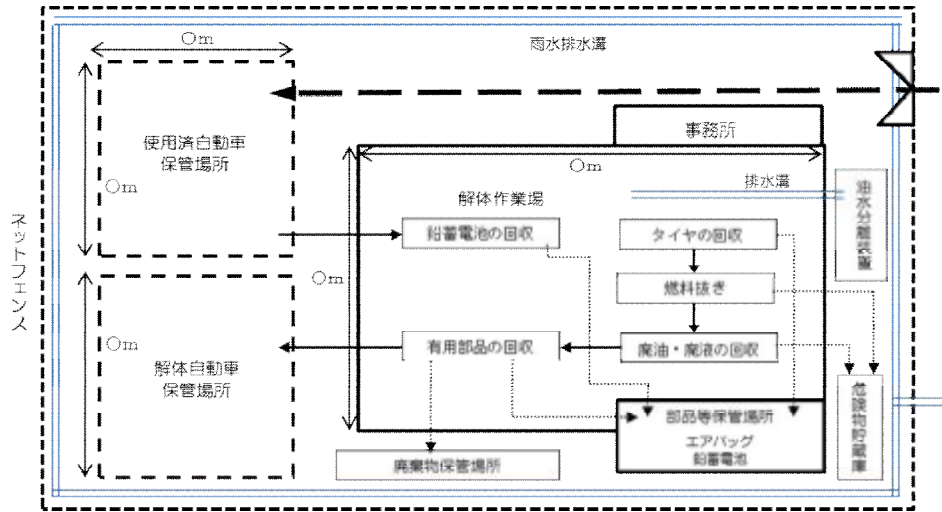 ○m
雨水排水溝
事務所
使用済自動車
保管場所
○m
○m
排水溝
解体作業場
油水分離装置
鉛蓄電池の回収
タイヤの回収
ネットフェンス
○m
燃料抜き
○m
有用部品の回収
廃油・廃液の回収
解体自動車
保管場所
部品等保管場所
エアバッグ
鉛蓄電池
危険物貯蔵庫
廃棄物保管場所